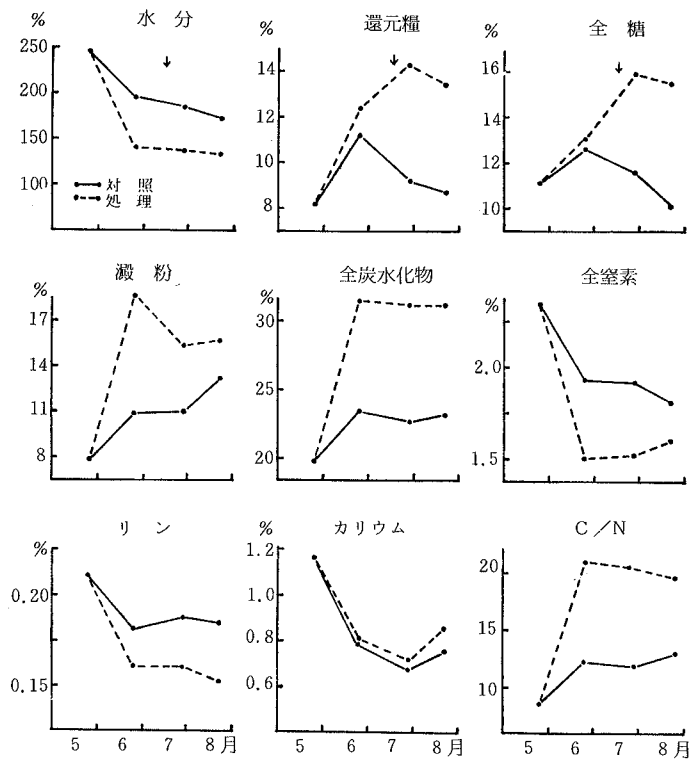 水 分
%
250
200
150
100
対 照
処 理
還元糧
%
14
12
10
8
全 糖
%
16
14
12
10
澱 粉
%
17
14
11
8
全炭水化物
%
30
25
20
全窒素
%
2.0
1.5
リ ン
%
0.20
0.15
5 6 7 8月
カリウム
%
1.2
1.0
0.8
0.6
5 6 7 8月
C/N
20
15
10
5 6 7 8月